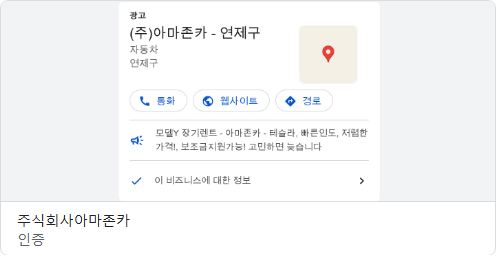 광고
(주)아마존카 - 연제구
자동차
연제구
통화
웹사이트
경로
모델Y 장기렌트 - 아마존카 - 테슬라, 빠른인도, 저렴한
가격!, 보조금지원가능! 고민하면 늦습니다
이 비즈니스에 대한 정보
주식회사아마존카
인증